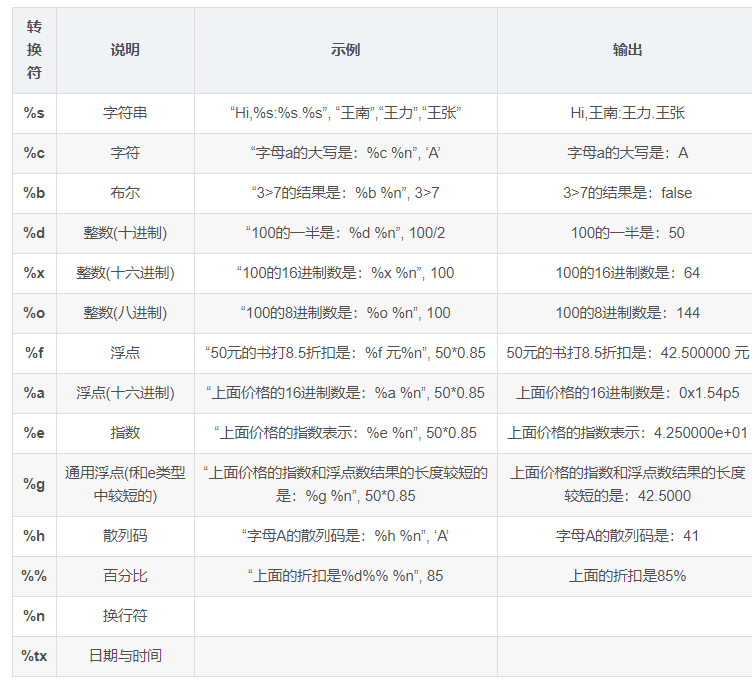 转换符 说明 示例 输出
%s 字符串 “Hi,%s:%s.%s”, “王南”,“王力”,“王张” Hi,王南:王力.王张
%c 字符 “字母a的大写是：%c %n”, ‘A’ 字母a的大写是：A
%b 布尔 “3>7的结果是：%b %n”, 3>7 3>7的结果是：false
%d 整数(十进制) “100的一半是：%d %n”, 100/2 100的一半是：50
%x 整数(十六进制) “100的16进制数是：%x %n”, 100 100的16进制数是：64
%o 整数(八进制) “100的8进制数是：%o %n”, 100 100的8进制数是：144
%f 浮点 “50元的书打8.5折扣是：%f 元%n”, 50*0.85 50元的书打8.5折扣是：42.500000 元
%a 浮点(十六进制) “上面价格的16进制数是：%a %n”, 50*0.85 上面价格的16进制数是：0x1.54p5
%e 指数 “上面价格的指数表示：%e %n”, 50*0.85 上面价格的指数表示：4.250000e+01
%g 通用浮点(f和e类型中较短的) “上面价格的指数和浮点数结果的长度较短的是：%g %n”, 50*0.85 上面价格的指数和浮点数结果的长度较短的是：42.5000
%h 散列码 “字母A的散列码是：%h %n”, ‘A’ 字母A的散列码是：41
%% 百分比 “上面的折扣是%d%% %n”, 85 上面的折扣是85%
%n 换行符
%tx 日期与时间